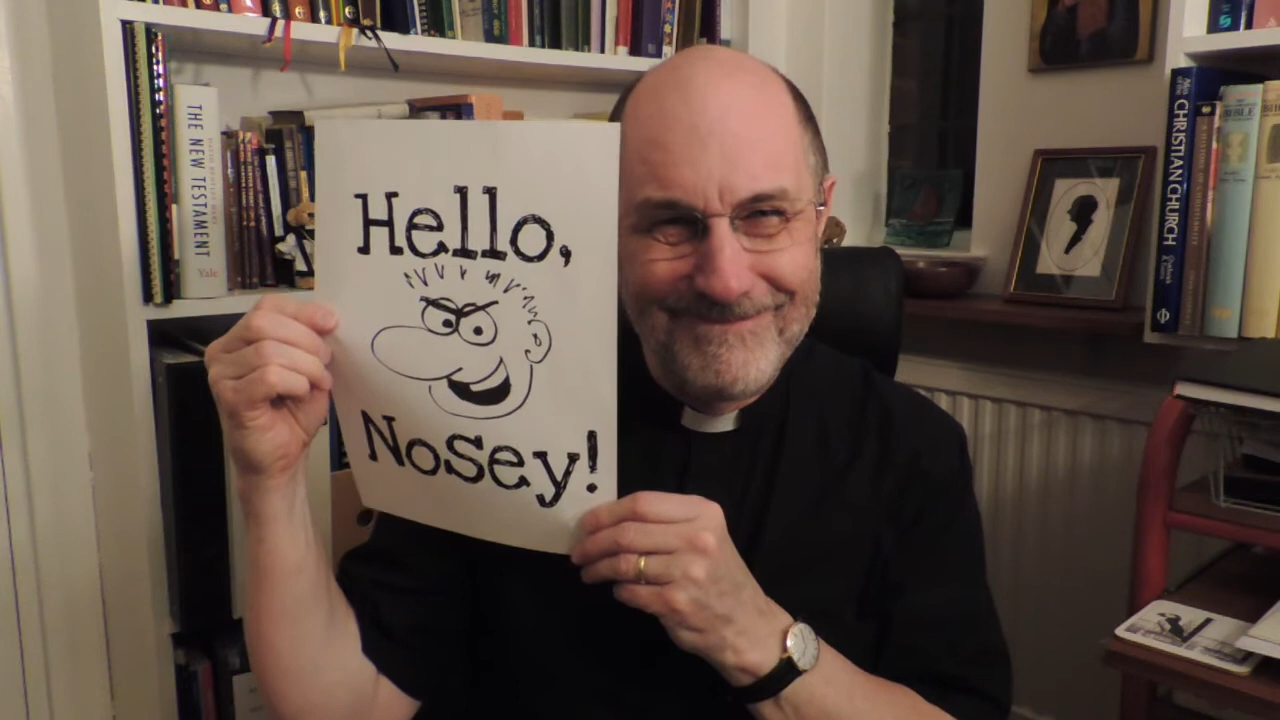 Hello,
Nosey!
THE NEW TESTAMENT
Yale
CHRISTIAN CHURCH
BIBLE